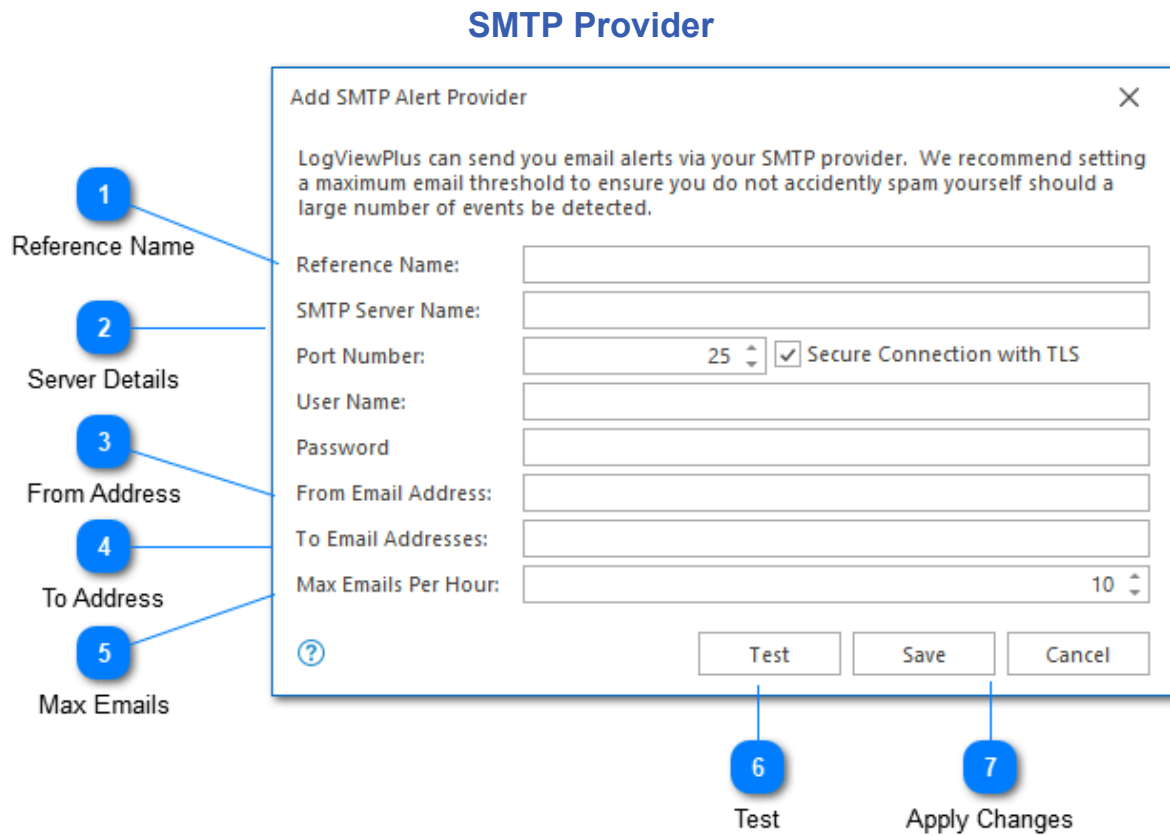 SMTP Provider
Add SMTP Alert Provider
LogViewPlus can send you email alerts via your SMTP provider. We recommend setting
a maximum email threshold to ensure you do not accidently spam yourself should a
large number of events be detected.
1
Reference Name
Reference Name:
SMTP Server Name:
2
Server Details
Port Number:
25
Secure Connection with TLS
User Name:
3
From Address
Password
From Email Address:
4
To Address
To Email Addresses:
5
Max Emails
Max Emails Per Hour:
10
?
Test
Save
Cancel
6
Test
7
Apply Changes